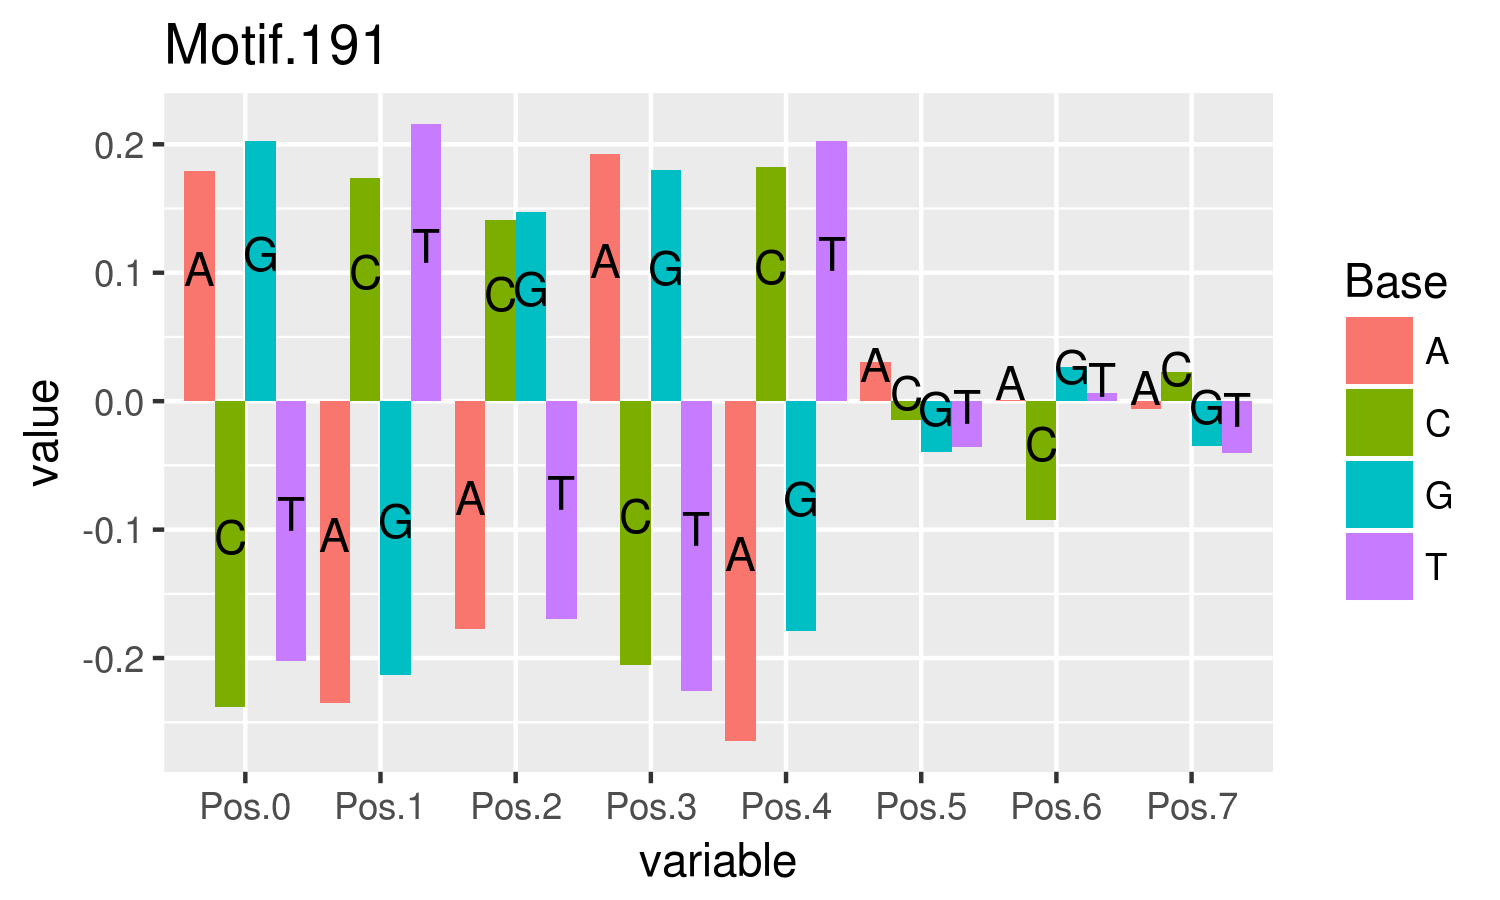 Motif.191
value
0.2
0.1
0.0
-0.1
-0.2
A C G T
A C G T
A C G T
A C G T
A C G T
A C G T
A C G T
A C G T
Pos.0 Pos.1 Pos.2 Pos.3 Pos.4 Pos.5 Pos.6 Pos.7
variable
Base
A
C
G
T